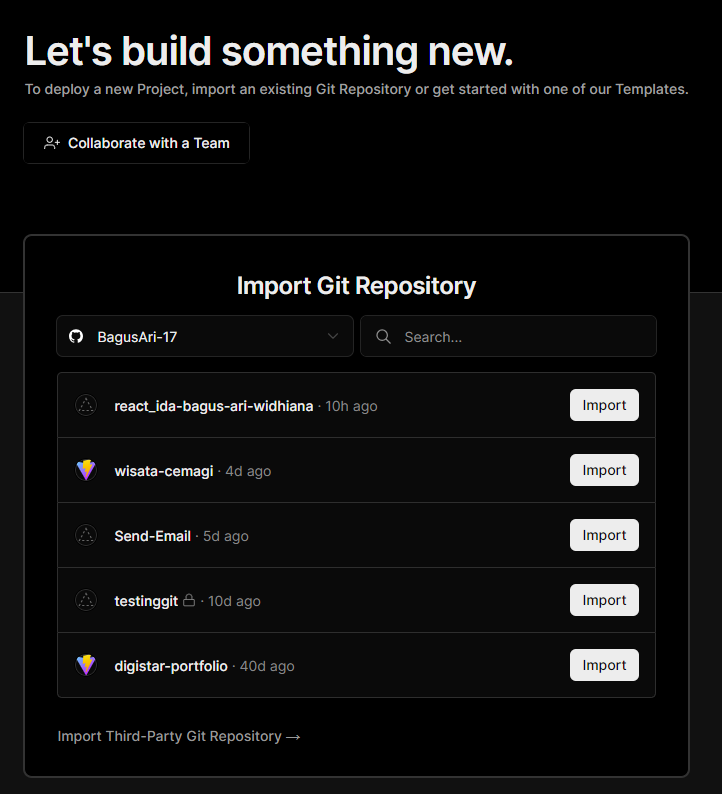 Let's build something new.
To deploy a new Project, import an existing Git Repository or get started with one of our Templates.
Collaborate with a Team
Import Git Repository
BagusAri-17
Search...
react_ida-bagus-ari-widhiana · 10h ago
Import
wisata-cemagi · 4d ago
Import
Send-Email · 5d ago
Import
testinggit · 10d ago
Import
digistar-portfolio · 40d ago
Import
Import Third-Party Git Repository →